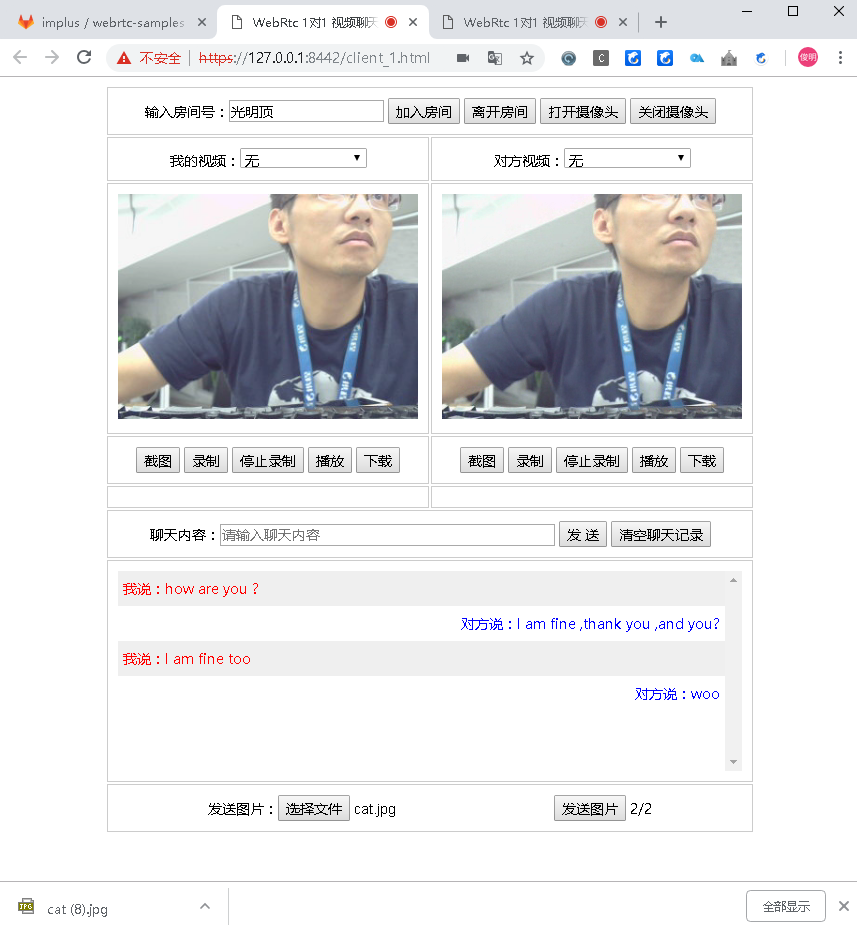 implus / webrtc-samples
WebRtc 1对1 视频聊天
WebRtc 1对1 视频聊天
不安全 https://127.0.0.1:8442/client_1.html
俊明
输入房间号：光明顶 加入房间 离开房间 打开摄像头 关闭摄像头
我的视频：无
对方视频：无
截图 录制 停止录制 播放 下载
截图 录制 停止录制 播放 下载
聊天内容：请输入聊天内容 发 送 清空聊天记录
我说：how are you ？
对方说：I am fine ,thank you ,and you?
我说：I am fine too
对方说：woo
发送图片：选择文件 cat.jpg
发送图片 2/2
JPG cat (8).jpg
全部显示